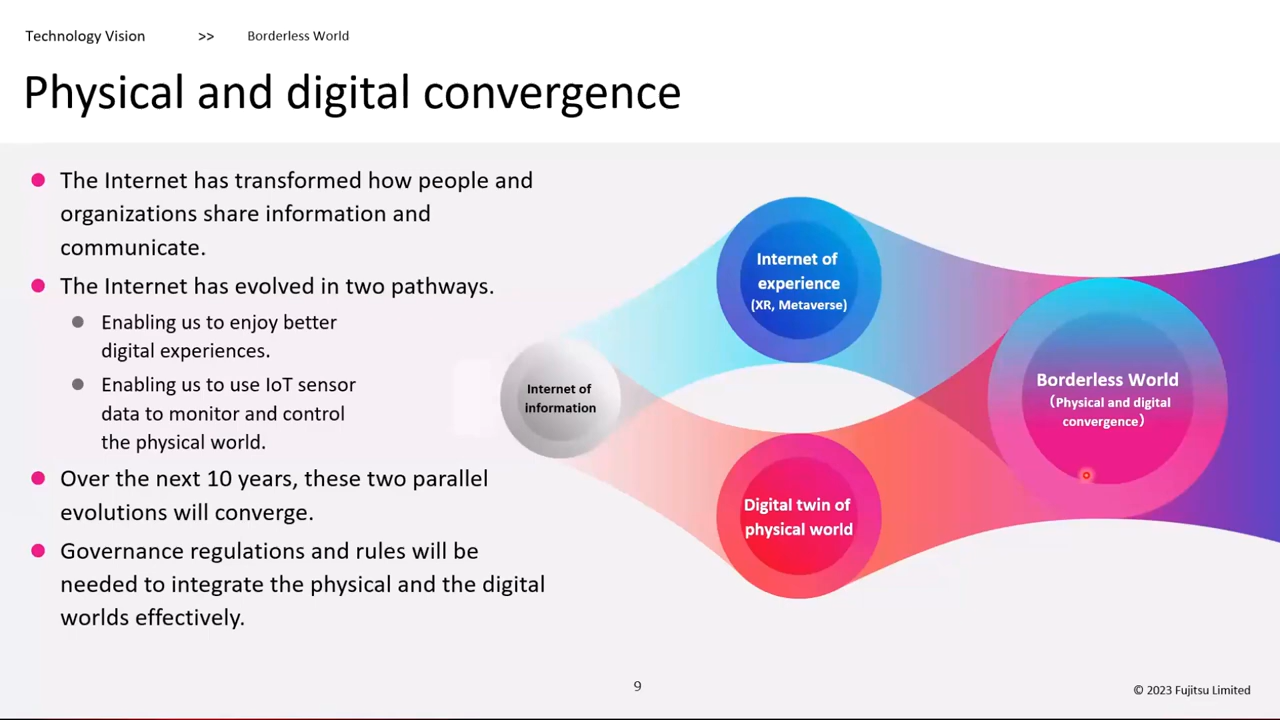 Technology Vision >> Borderless World
Physical and digital convergence
The Internet has transformed how people and
organizations share information and
communicate.
The Internet has evolved in two pathways.
Enabling us to enjoy better
digital experiences.
Enabling us to use IoT sensor
data to monitor and control
the physical world.
Over the next 10 years, these two parallel
evolutions will converge.
Governance regulations and rules will be
needed to integrate the physical and the digital
worlds effectively.
Internet of
information
Internet of
experience
(XR, Metaverse)
Digital twin of
physical world
Borderless World
(Physical and digital
convergence)
9
© 2023 Fujitsu Limited